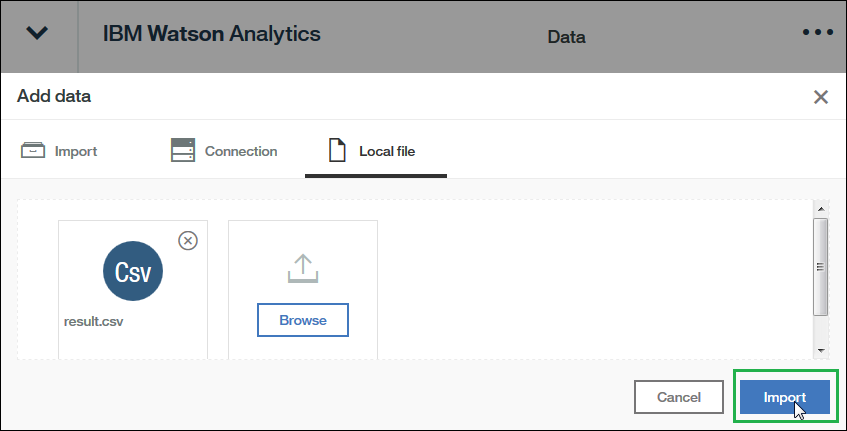 IBM Watson Analytics
Data
Add data
Import
Connection
Local file
Csv
result.csv
Browse
Cancel
Import